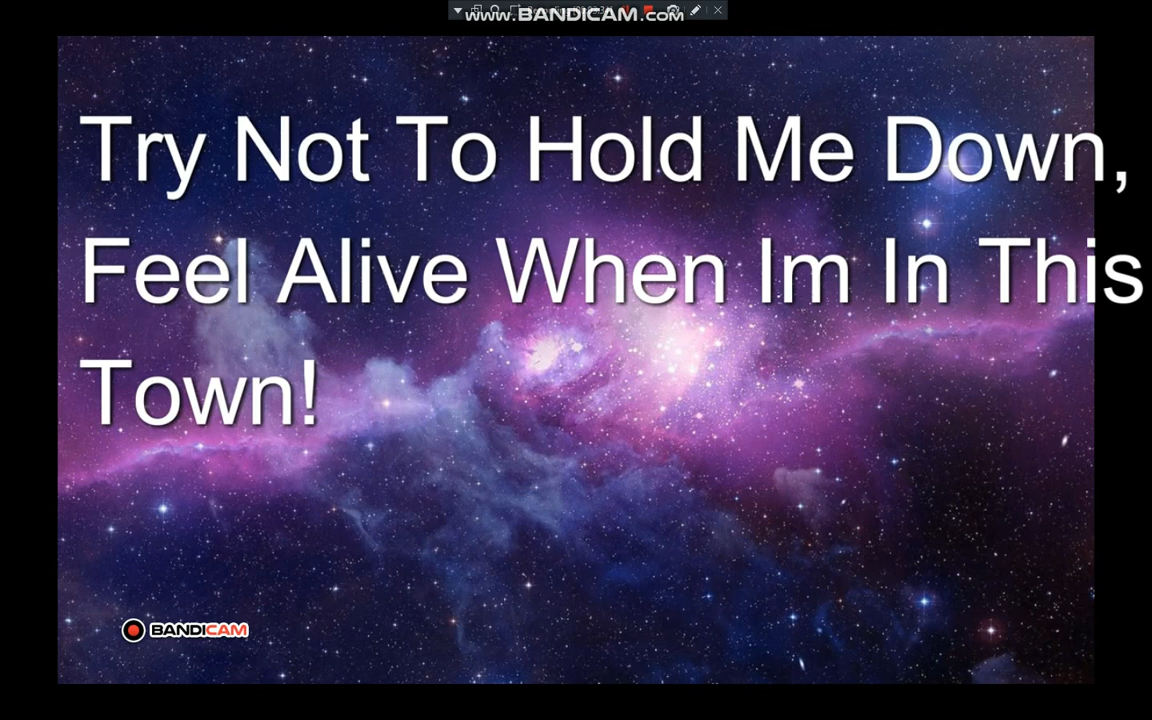 www.BANDICAM.com
Try Not To Hold Me Down,
Feel Alive When Im In This
Town!
BANDICAM